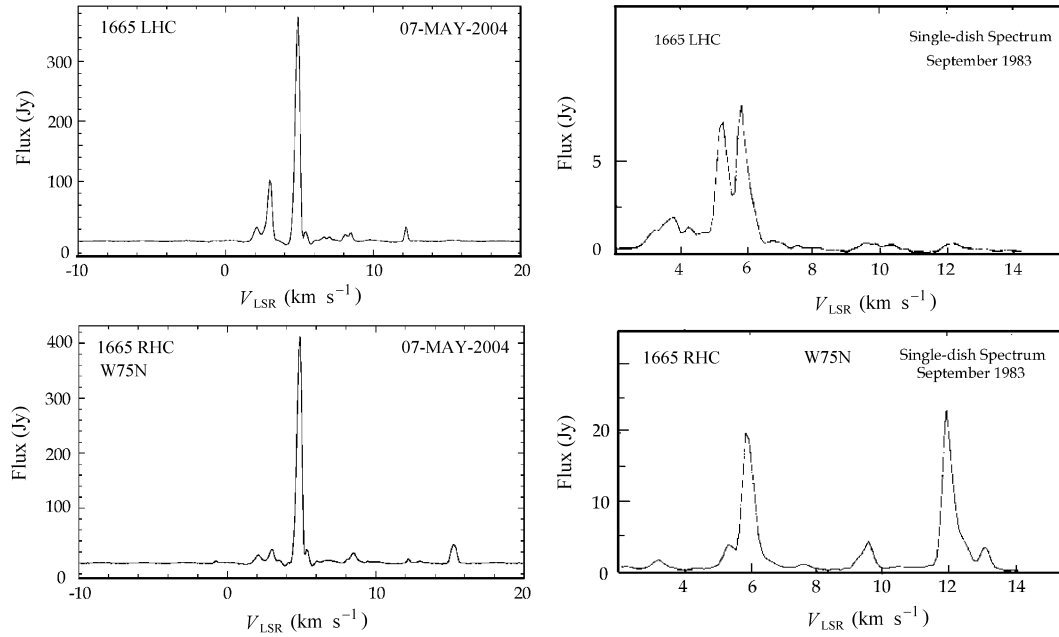 1665 LHC 07-MAY-2004
Flux (Jy)
300
200
100
0
-10 0 10 20
V_LSR (km s⁻¹)
1665 LHC Single-dish Spectrum
September 1983
Flux (Jy)
5
0
4 6 8 10 12 14
V_LSR (km s⁻¹)
1665 RHC 07-MAY-2004
W75N
Flux (Jy)
400
300
200
100
0
-10 0 10 20
V_LSR (km s⁻¹)
1665 RHC W75N Single-dish Spectrum
September 1983
Flux (Jy)
20
10
0
4 6 8 10 12 14
V_LSR (km s⁻¹)